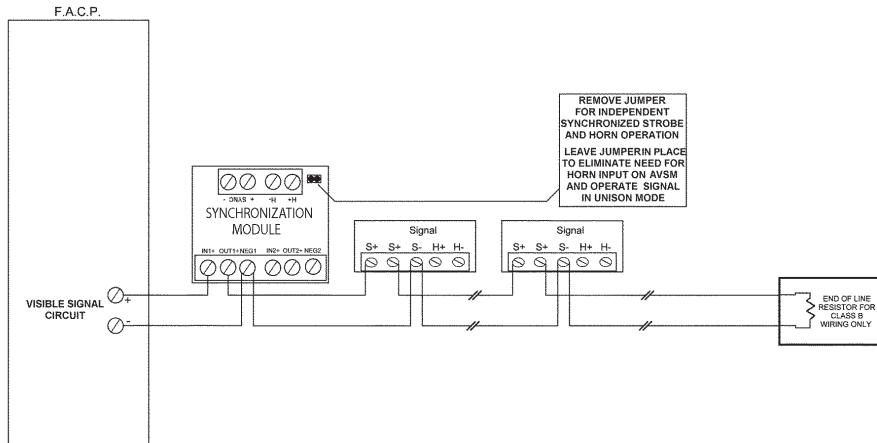 F.A.C.P.
REMOVE JUMPER
FOR INDEPENDENT
SYNCHRONIZED STROBE
AND HORN OPERATION
LEAVE JUMPERIN PLACE
TO ELIMINATE NEED FOR
HORN INPUT ON AVSM
AND OPERATE SIGNAL
IN UNISON MODE
- SYNC + H- H+
SYNCHRONIZATION
MODULE
IN1+ OUT1+ NEG1 IN2+ OUT2+ NEG2
Signal
S+ S+ S- H+ H-
Signal
S+ S+ S- H+ H-
VISIBLE SIGNAL
CIRCUIT
+
-
END OF LINE
RESISTOR FOR
CLASS B
WIRING ONLY